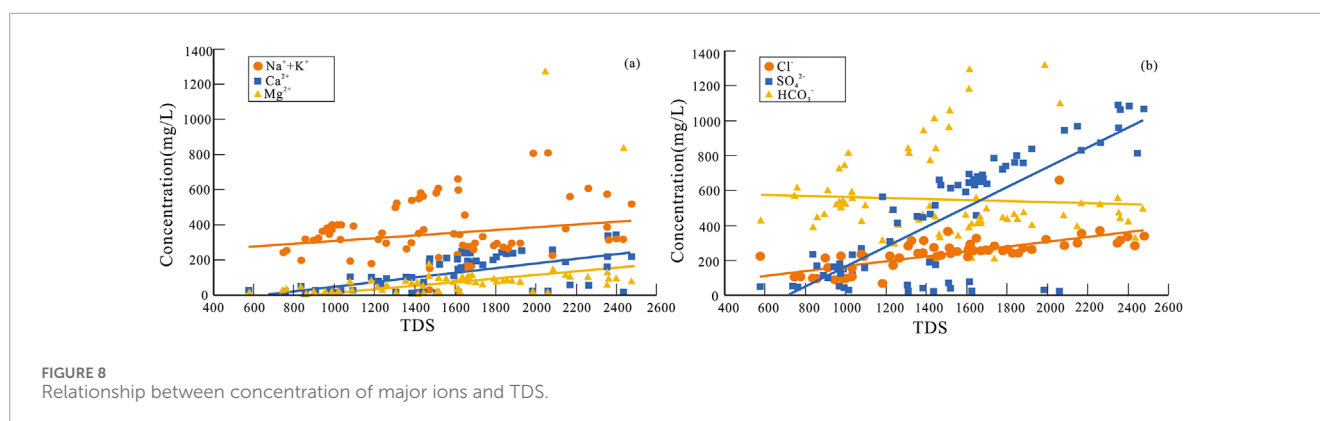 1400
1200
1000
800
600
400
200
0
Concentration(mg/L)
Na⁺+K⁺
Ca²⁺
Mg²⁺
(a)
400 600 800 1000 1200 1400 1600 1800 2000 2200 2400 2600
TDS
1400
1200
1000
800
600
400
200
0
Concentration(mg/L)
Cl⁻
SO₄²⁻
HCO₃⁻
(b)
400 600 800 1000 1200 1400 1600 1800 2000 2200 2400 2600
TDS
FIGURE 8
Relationship between concentration of major ions and TDS.